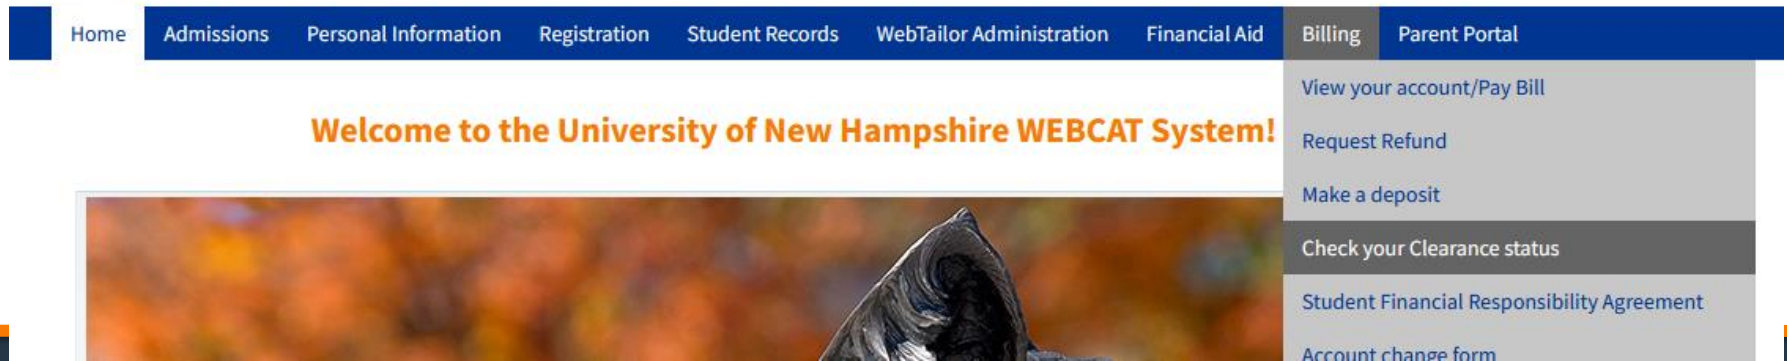 Home Admissions Personal Information Registration Student Records WebTailor Administration Financial Aid Billing Parent Portal
View your account/Pay Bill
Welcome to the University of New Hampshire WEBCAT System!
Request Refund
Make a deposit
Check your Clearance status
Student Financial Responsibility Agreement
Account change form